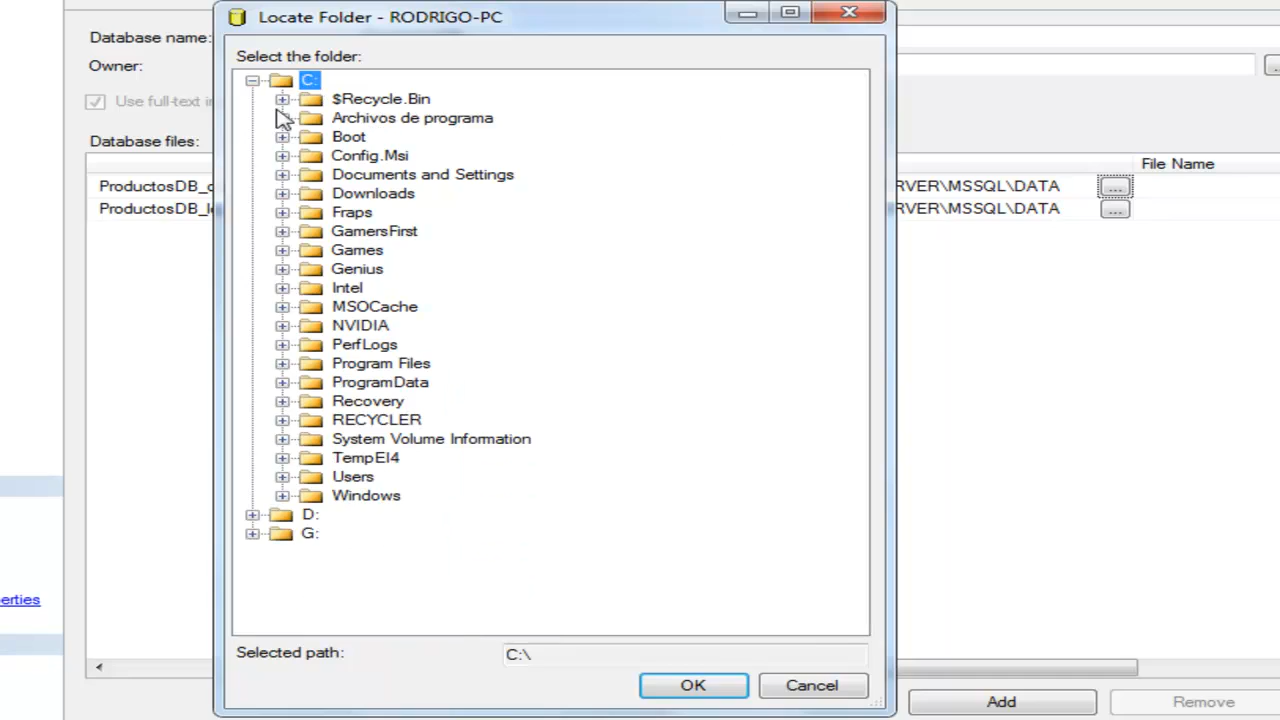 Locate Folder - RODRIGO-PC
Database name:
Owner:
Use full-text
Database files:
File Name
ProductosDB_
RVER\MSSQL\DATA
...
ProductosDB_
RVER\MSSQL\DATA
...
erties
Select the folder:
C:
$Recycle.Bin
Archivos de programa
Boot
Config.Msi
Documents and Settings
Downloads
Fraps
GamersFirst
Games
Genius
Intel
MSOCache
NVIDIA
PerfLogs
Program Files
ProgramData
Recovery
RECYCLER
System Volume Information
TempEI4
Users
Windows
D:
G:
Selected path: C:\
OK Cancel
Add Remove